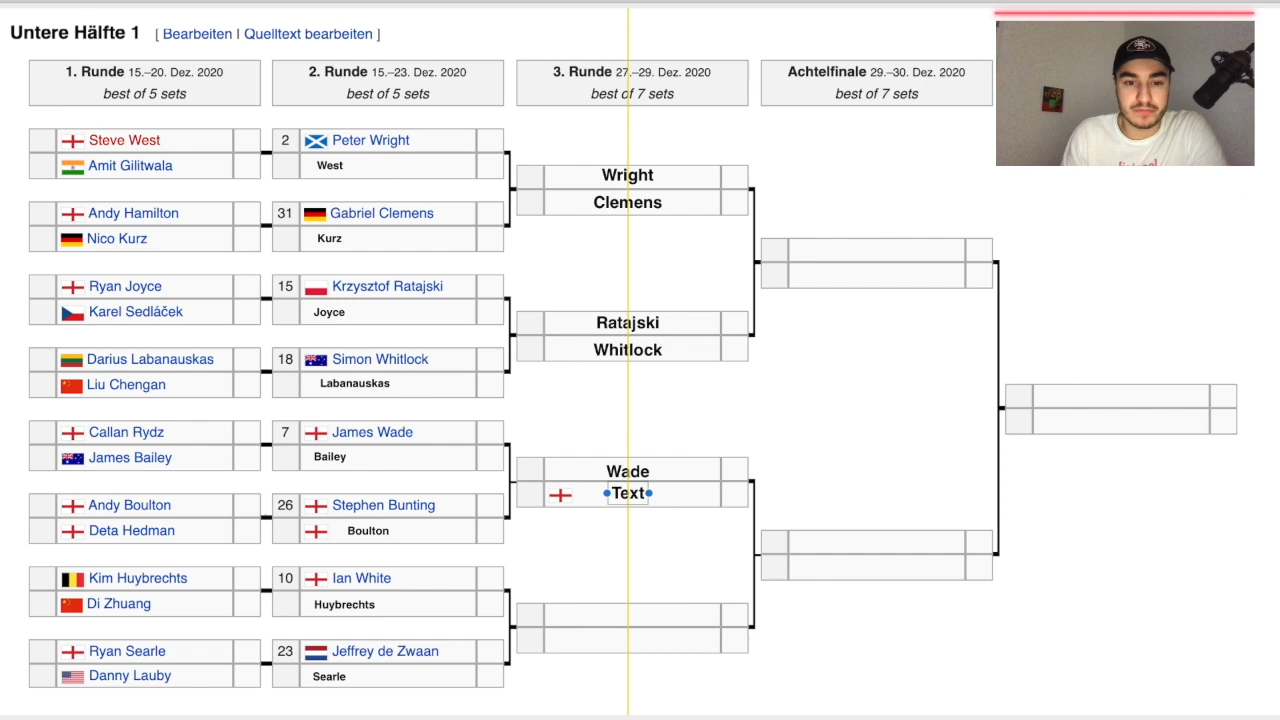 Untere Hälfte 1 [ Bearbeiten | Quelltext bearbeiten ]
1. Runde 15.–20. Dez. 2020
best of 5 sets
2. Runde 15.–23. Dez. 2020
best of 5 sets
3. Runde 27.–29. Dez. 2020
best of 7 sets
Achtelfinale 29.–30. Dez. 2020
best of 7 sets
Steve West
Amit Gilitwala
Andy Hamilton
Nico Kurz
Ryan Joyce
Karel Sedláček
Darius Labanauskas
Liu Chengan
Callan Rydz
James Bailey
Andy Boulton
Deta Hedman
Kim Huybrechts
Di Zhuang
Ryan Searle
Danny Lauby
2 Peter Wright
West
31 Gabriel Clemens
Kurz
15 Krzysztof Ratajski
Joyce
18 Simon Whitlock
Labanauskas
7 James Wade
Bailey
26 Stephen Bunting
Boulton
10 Ian White
Huybrechts
23 Jeffrey de Zwaan
Searle
Wright
Clemens
Ratajski
Whitlock
Wade
Text